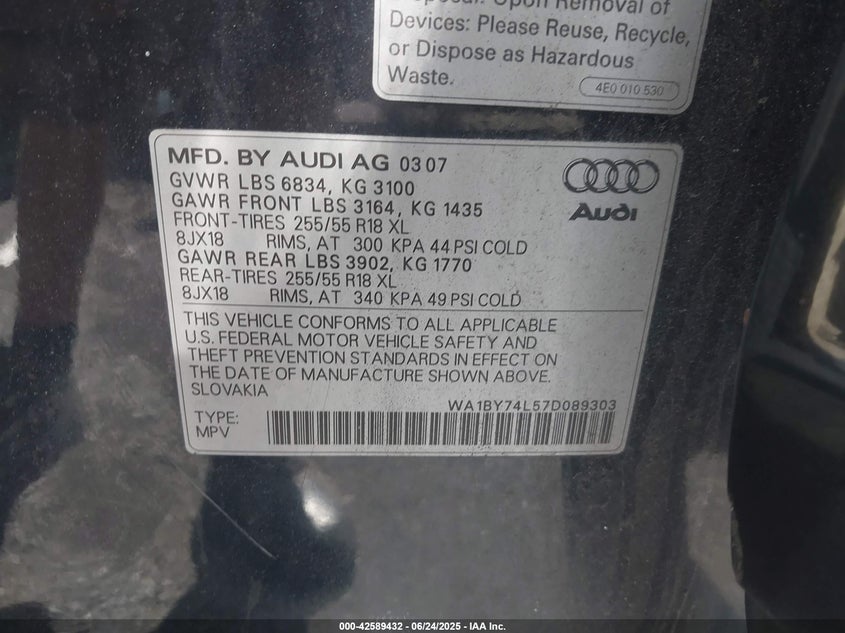 Disposal: Upon Removal of
Devices: Please Reuse, Recycle,
or Dispose as Hazardous
Waste.
4E0 010 530
MFD. BY AUDI AG 03 07
GVWR LBS 6834, KG 3100
GAWR FRONT LBS 3164, KG 1435
FRONT-TIRES 255/55 R18 XL
8JX18 RIMS, AT 300 KPA 44 PSI COLD
GAWR REAR LBS 3902, KG 1770
REAR-TIRES 255/55 R18 XL
8JX18 RIMS, AT 340 KPA 49 PSI COLD
Audi
THIS VEHICLE CONFORMS TO ALL APPLICABLE
U.S. FEDERAL MOTOR VEHICLE SAFETY AND
THEFT PREVENTION STANDARDS IN EFFECT ON
THE DATE OF MANUFACTURE SHOWN ABOVE.
SLOVAKIA
WA1BY74L57D089303
TYPE:
MPV
000-42589432 - 06/24/2025 - IAA Inc.